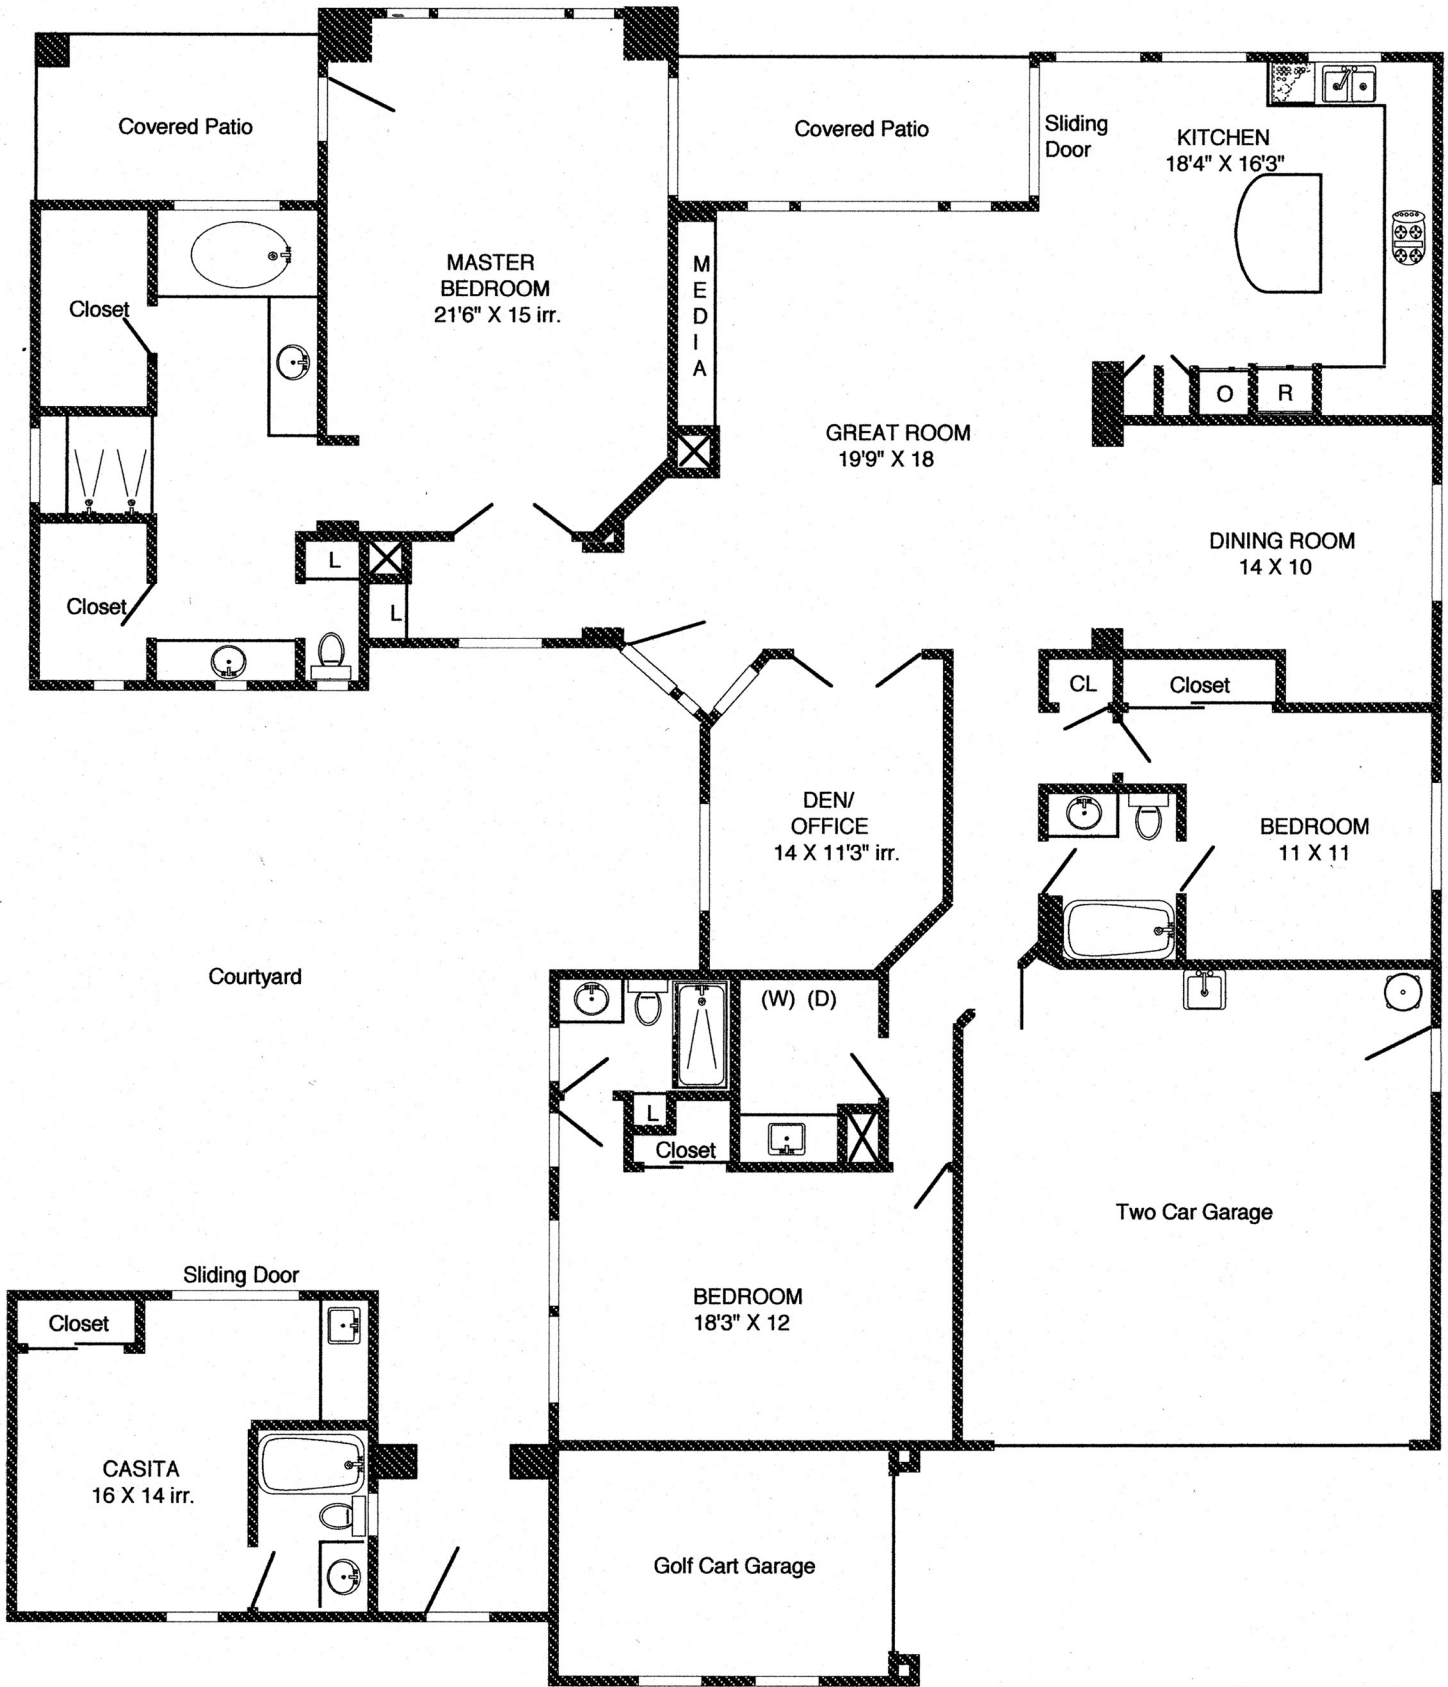 Covered Patio
Covered Patio
Sliding
Door
KITCHEN
18'4" X 16'3"
MASTER
BEDROOM
21'6" X 15 irr.
M
E
D
I
A
Closet
O
R
GREAT ROOM
19'9" X 18
DINING ROOM
14 X 10
L
L
Closet
CL
Closet
DEN/
OFFICE
14 X 11'3" irr.
BEDROOM
11 X 11
Courtyard
(W) (D)
L
Closet
Two Car Garage
Sliding Door
BEDROOM
18'3" X 12
Closet
CASITA
16 X 14 irr.
Golf Cart Garage